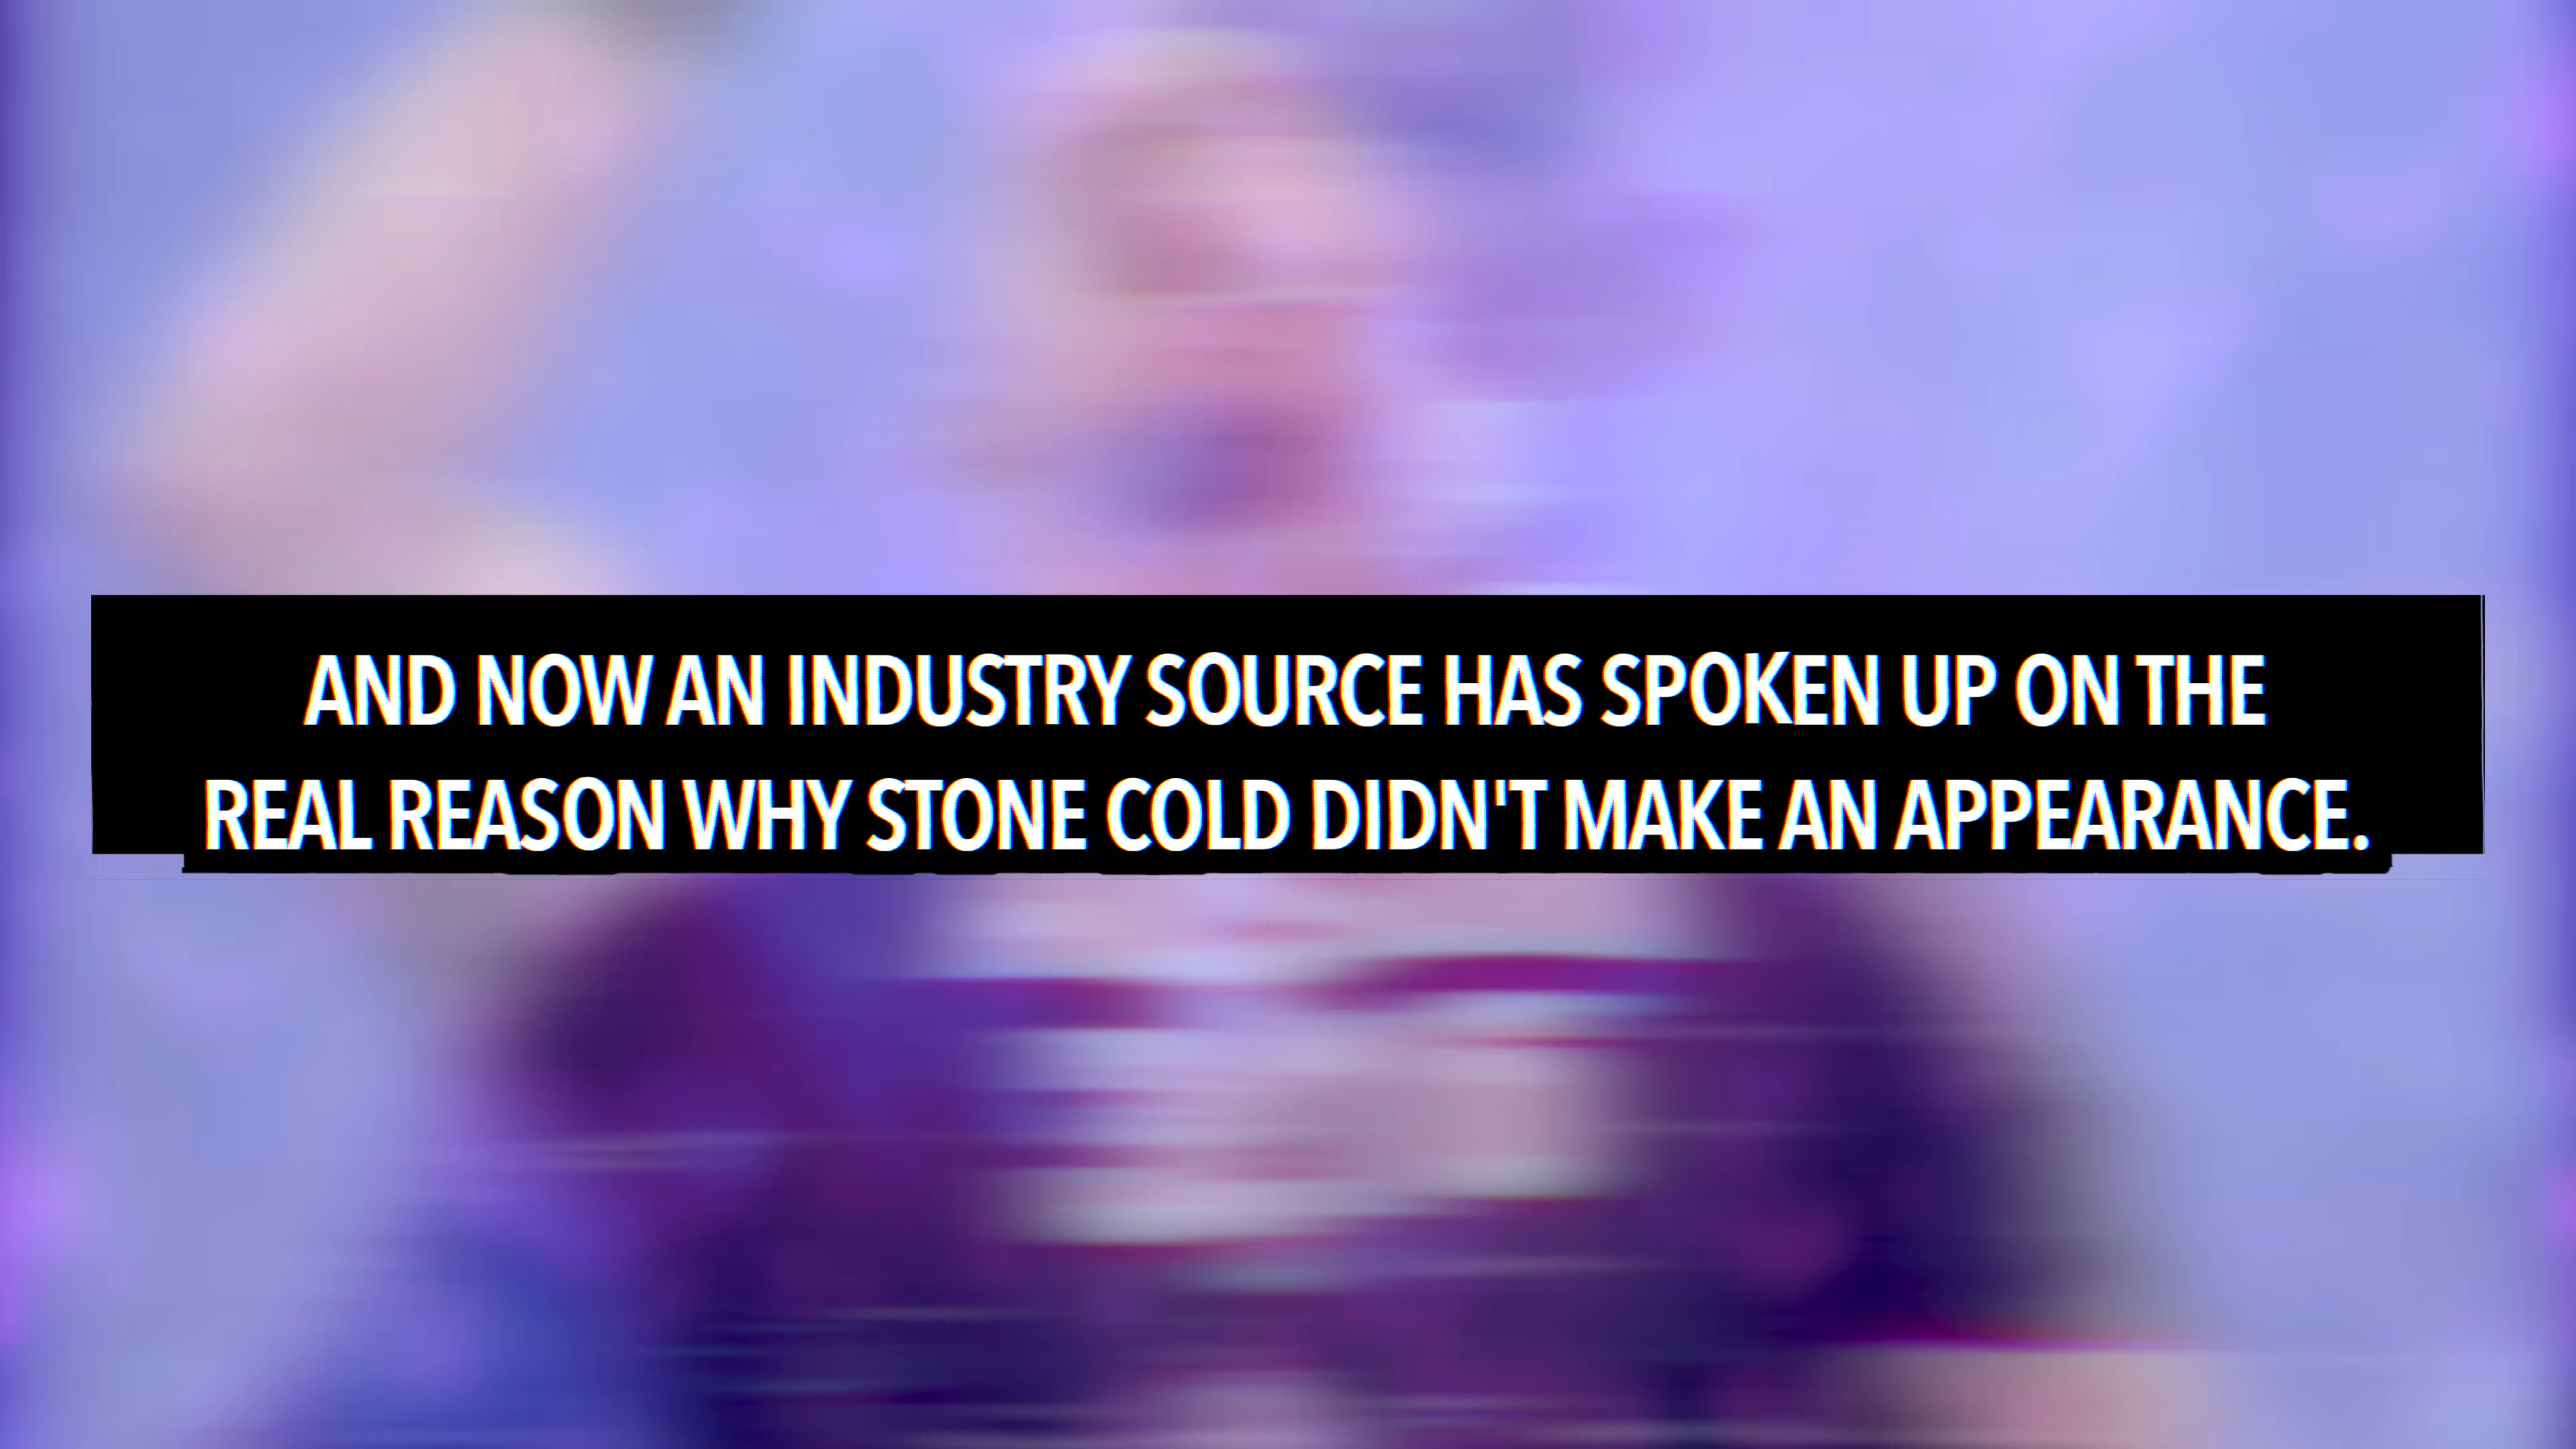 AND NOW AN INDUSTRY SOURCE HAS SPOKEN UP ON THE
REAL REASON WHY STONE COLD DIDN'T MAKE AN APPEARANCE.